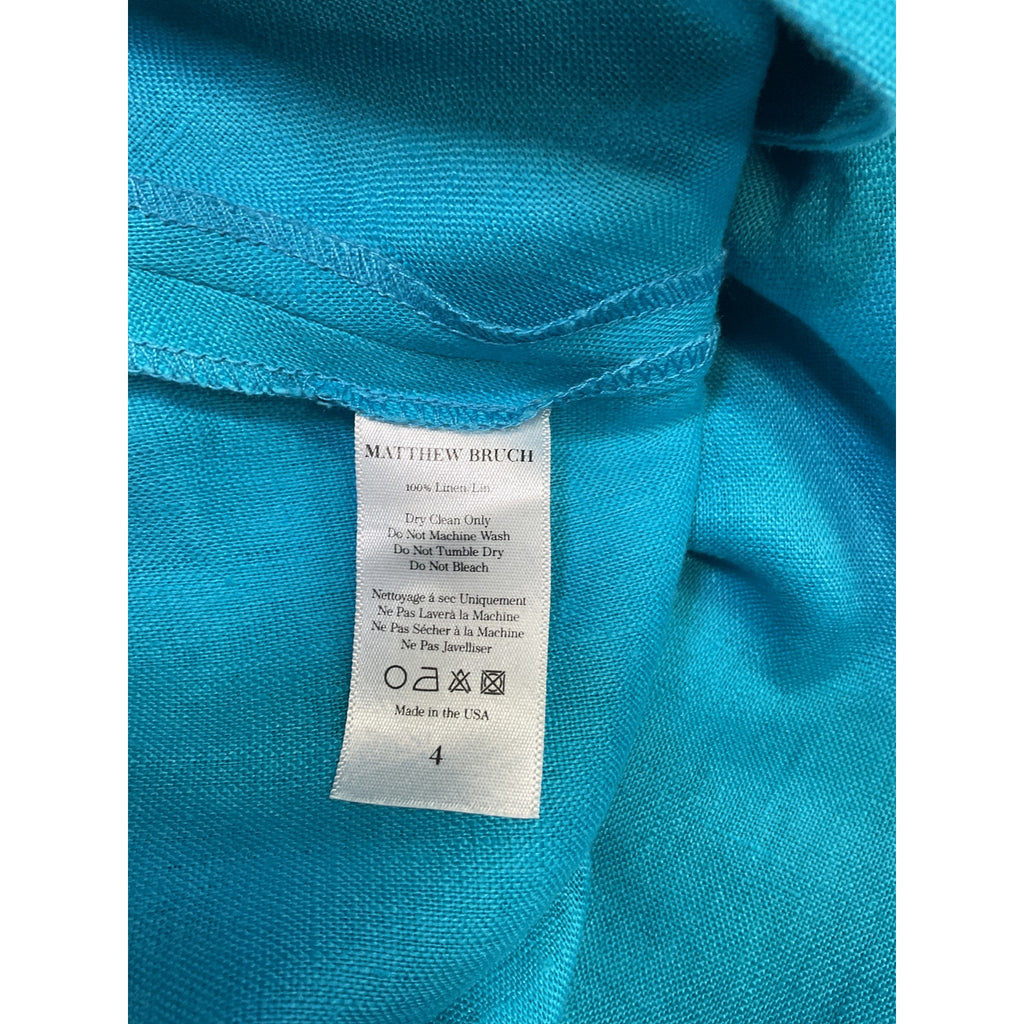 MATTHEW BRUCH
100% Linen/Lin
Dry Clean Only
Do Not Machine Wash
Do Not Tumble Dry
Do Not Bleach
Nettoyage á sec Uniquement
Ne Pas Laverà la Machine
Ne Pas Sécher à la Machine
Ne Pas Javelliser
Made in the USA
4